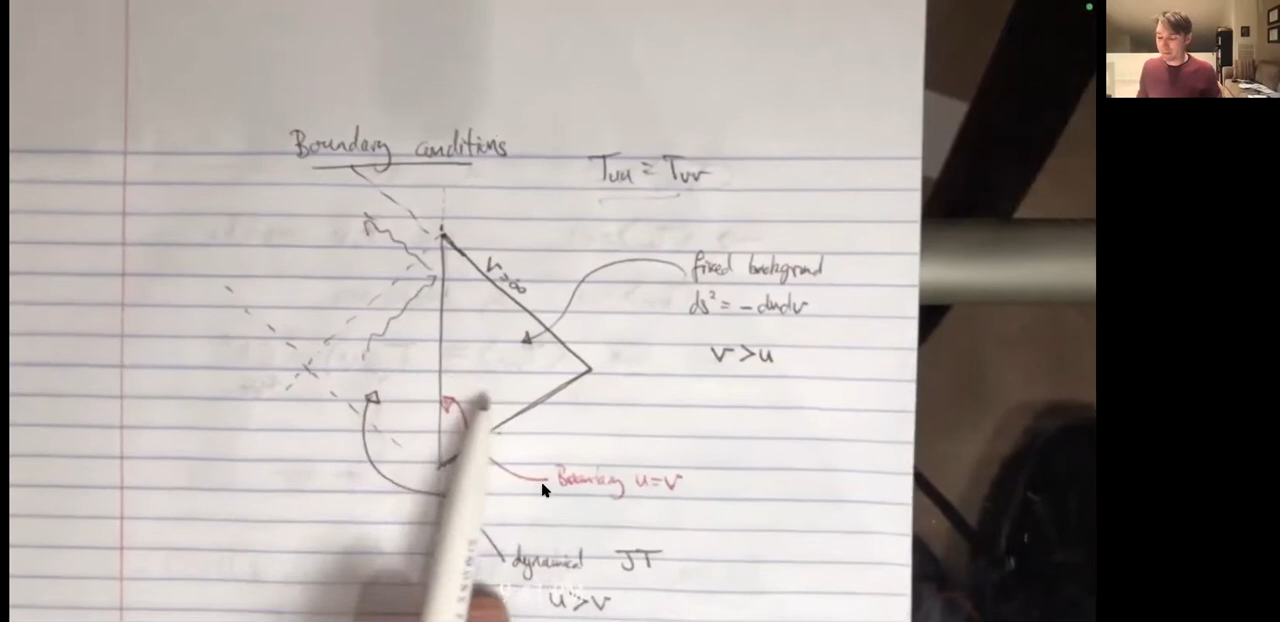 Boundary conditions
Tuu = Tvv
fixed background
ds² = - dudv
v > u
Boundary u = v
dynamical JT
u > v